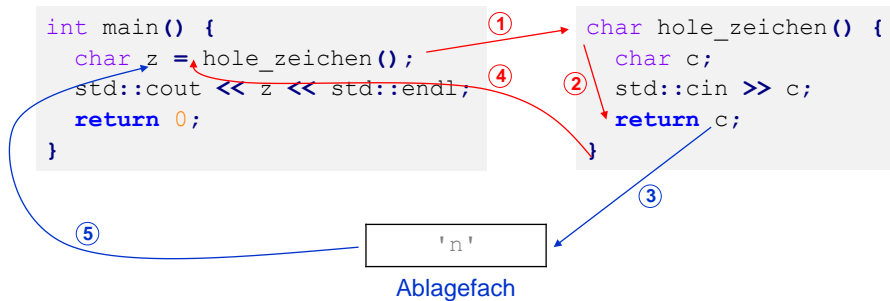 int main() {
char z = hole_zeichen();
std::cout << z << std::endl;
return 0;
}
1
char hole_zeichen() {
char c;
std::cin >> c;
return c;
}
2
4
3
5
'n'
Ablagefach